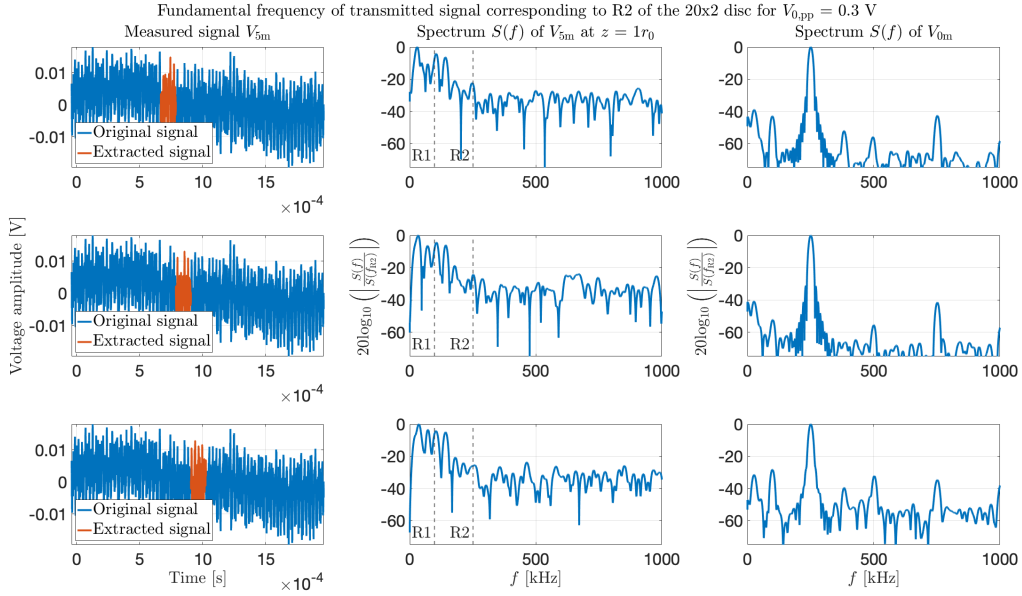 Fundamental frequency of transmitted signal corresponding to R2 of the 20x2 disc for V0,pp = 0.3 V
Measured signal V5m
Spectrum S(f) of V5m at z = 1r0
Spectrum S(f) of V0m
0.01
0
-0.01
Original signal
Extracted signal
0 5 10 15
×10-4
0
-20
-40
-60
R1 R2
0 500 1000
0
-20
-40
-60
0 500 1000
Voltage amplitude [V]
0.01
0
-0.01
Original signal
Extracted signal
0 5 10 15
×10-4
20log10 (|S(f)/S(fR2)|)
0
-20
-40
-60
R1 R2
0 500 1000
20log10 (|S(f)/S(fR2)|)
0
-20
-40
-60
0 500 1000
0.01
0
-0.01
Original signal
Extracted signal
0 5 10 15
×10-4
Time [s]
0
-20
-40
-60
R1 R2
0 500 1000
f [kHz]
0
-20
-40
-60
0 500 1000
f [kHz]